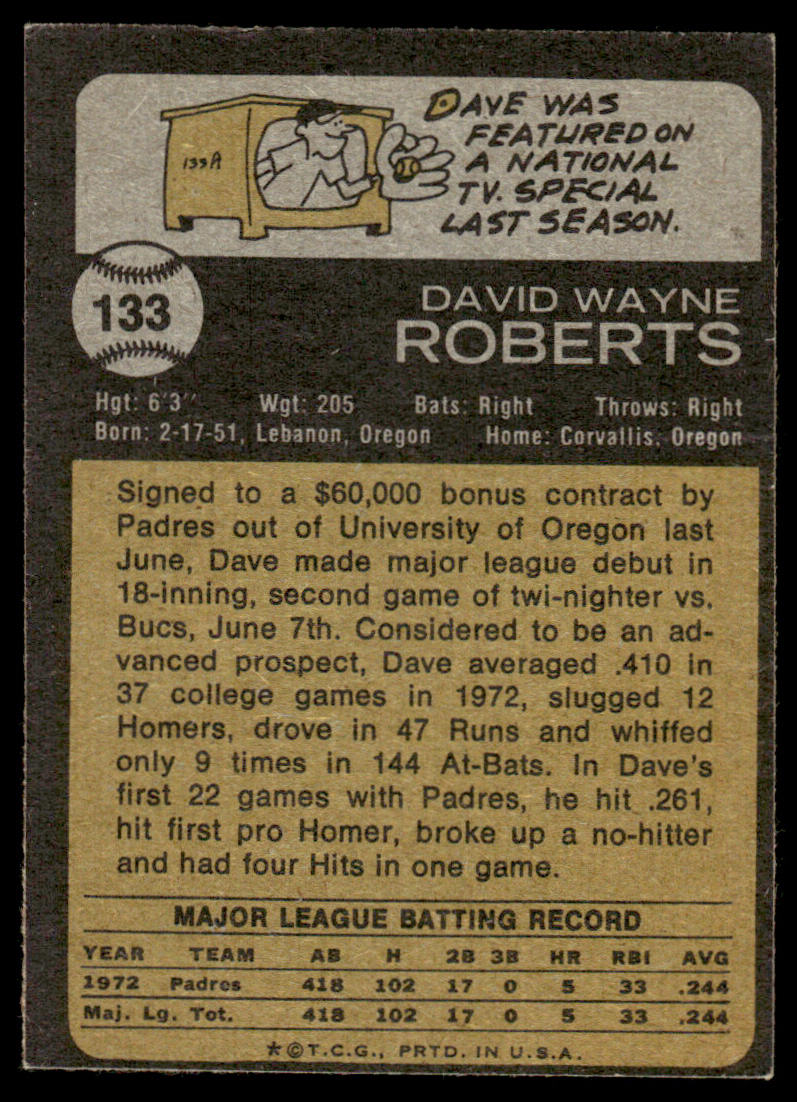 DAVE WAS
FEATURED ON
A NATIONAL
TV. SPECIAL
LAST SEASON.
133A
133
DAVID WAYNE
ROBERTS
Hgt: 6'3" Wgt: 205 Bats: Right Throws: Right
Born: 2-17-51, Lebanon, Oregon Home: Corvallis, Oregon
Signed to a $60,000 bonus contract by
Padres out of University of Oregon last
June, Dave made major league debut in
18-inning, second game of twi-nighter vs.
Bucs, June 7th. Considered to be an ad-
vanced prospect, Dave averaged .410 in
37 college games in 1972, slugged 12
Homers, drove in 47 Runs and whiffed
only 9 times in 144 At-Bats. In Dave's
first 22 games with Padres, he hit .261,
hit first pro Homer, broke up a no-hitter
and had four Hits in one game.
MAJOR LEAGUE BATTING RECORD
YEAR TEAM AB H 2B 3B HR RBI AVG
1972 Padres 418 102 17 0 5 33 .244
Maj. Lg. Tot. 418 102 17 0 5 33 .244
*©T.C.G., PRTD. IN U.S.A.